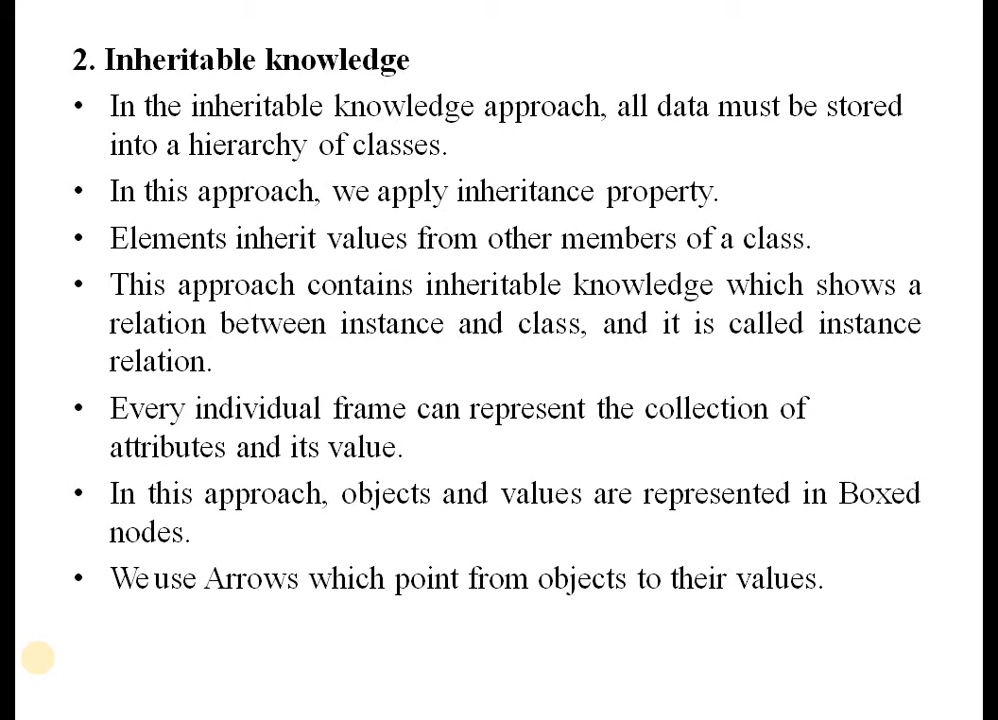 2. Inheritable knowledge
• In the inheritable knowledge approach, all data must be stored
into a hierarchy of classes.
• In this approach, we apply inheritance property.
• Elements inherit values from other members of a class.
• This approach contains inheritable knowledge which shows a
relation between instance and class, and it is called instance
relation.
• Every individual frame can represent the collection of
attributes and its value.
• In this approach, objects and values are represented in Boxed
nodes.
• We use Arrows which point from objects to their values.